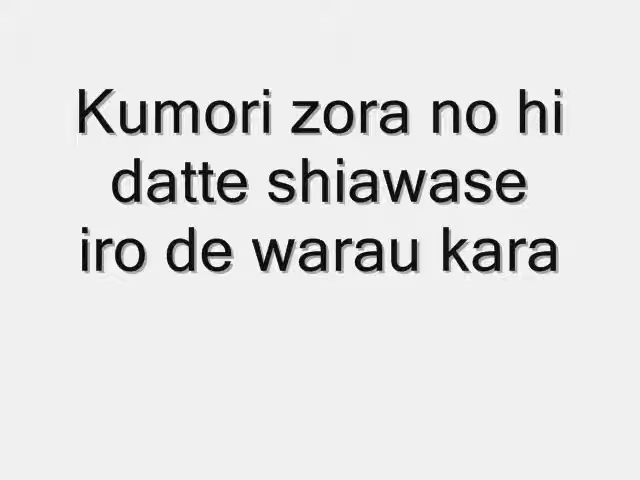 Kumori zora no hi
datte shiawase
iro de warau kara